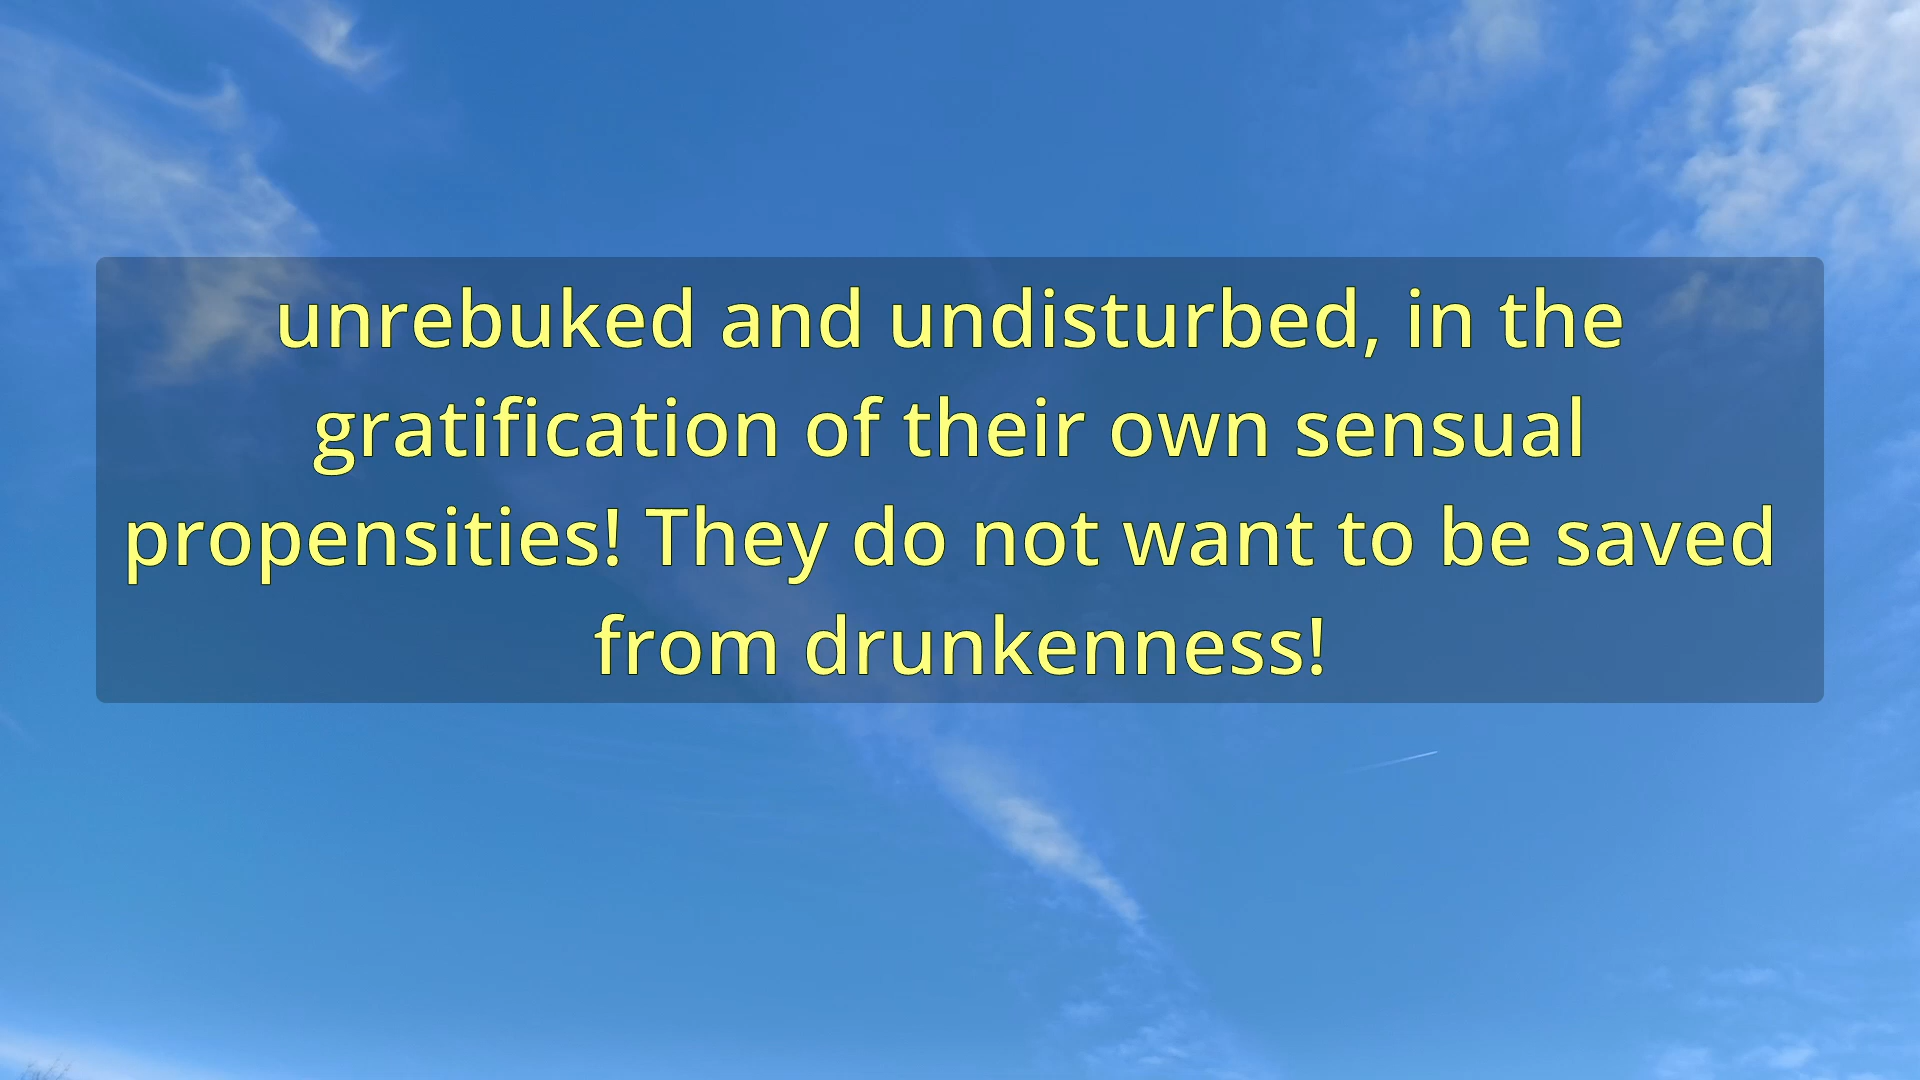 unrebuked and undisturbed, in the
gratification of their own sensual
propensities! They do not want to be saved
from drunkenness!